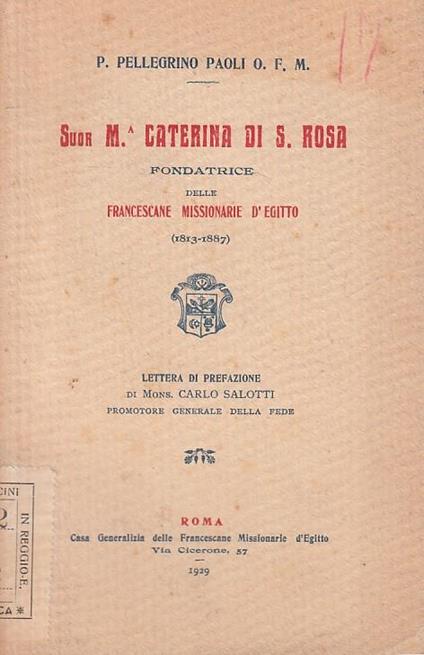 P. PELLEGRINO PAOLI O. F. M.
SUOR M.ᴬ CATERINA DI S. ROSA
FONDATRICE
DELLE
FRANCESCANE MISSIONARIE D'EGITTO
(1813-1887)
LETTERA DI PREFAZIONE
DI MONS. CARLO SALOTTI
PROMOTORE GENERALE DELLA FEDE
ROMA
Casa Generalizia delle Francescane Missionarie d'Egitto
Via Cicerone, 57
1929
IN REGGIO-E.